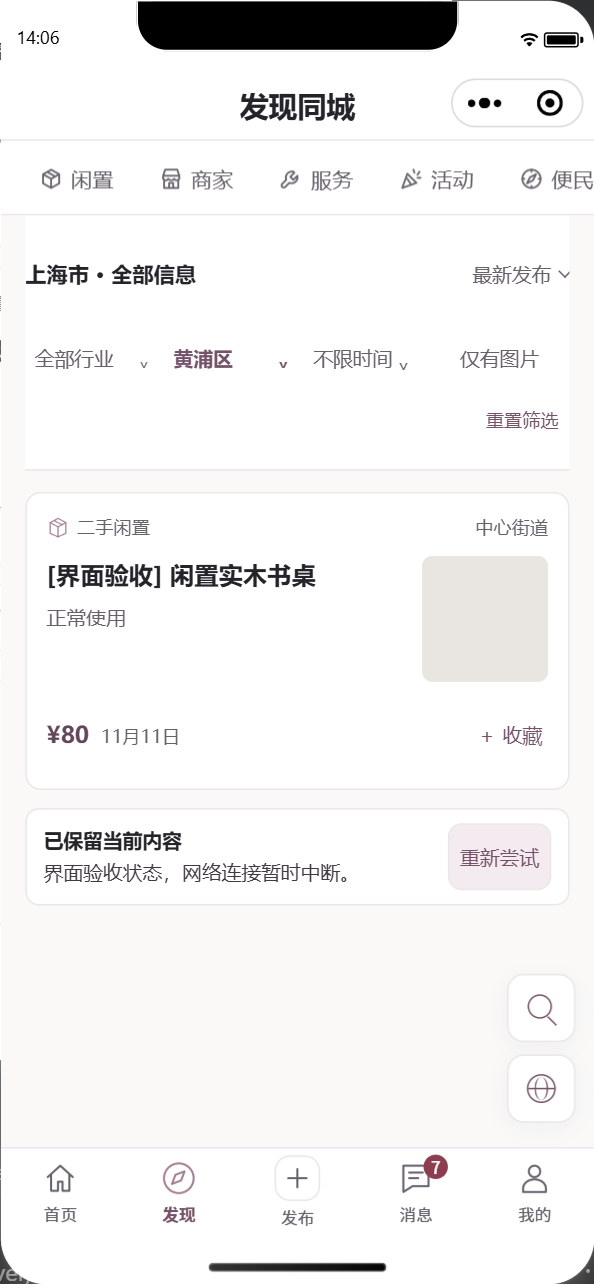 14:06
发现同城
闲置 商家 服务 活动 便民
上海市·全部信息 最新发布
全部行业 黄浦区 不限时间 仅有图片
重置筛选
二手闲置 中心街道
[界面验收] 闲置实木书桌
正常使用
¥80 11月11日 + 收藏
已保留当前内容
界面验收状态，网络连接暂时中断。
重新尝试
7
首页 发现 发布 消息 我的